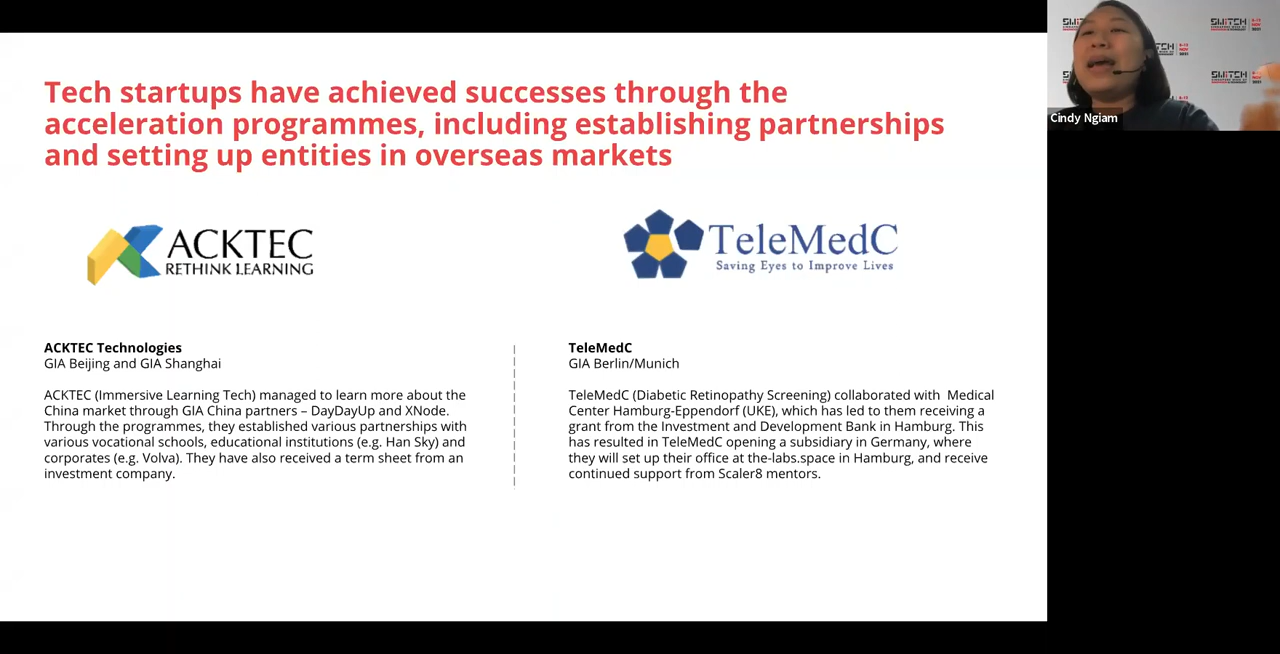 Tech startups have achieved successes through the
acceleration programmes, including establishing partnerships
and setting up entities in overseas markets
ACKTEC
RETHINK LEARNING
TeleMedC
Saving Eyes to Improve Lives
ACKTEC Technologies
GIA Beijing and GIA Shanghai
ACKTEC (Immersive Learning Tech) managed to learn more about the
China market through GIA China partners – DayDayUp and XNode.
Through the programmes, they established various partnerships with
various vocational schools, educational institutions (e.g. Han Sky) and
corporates (e.g. Volva). They have also received a term sheet from an
investment company.
TeleMedC
GIA Berlin/Munich
TeleMedC (Diabetic Retinopathy Screening) collaborated with  Medical
Center Hamburg-Eppendorf (UKE), which has led to them receiving a
grant from the Investment and Development Bank in Hamburg. This
has resulted in TeleMedC opening a subsidiary in Germany, where
they will set up their office at the-labs.space in Hamburg, and receive
continued support from Scaler8 mentors.
SWITCH
SWITCH
SWITCH
Cindy Ngiam